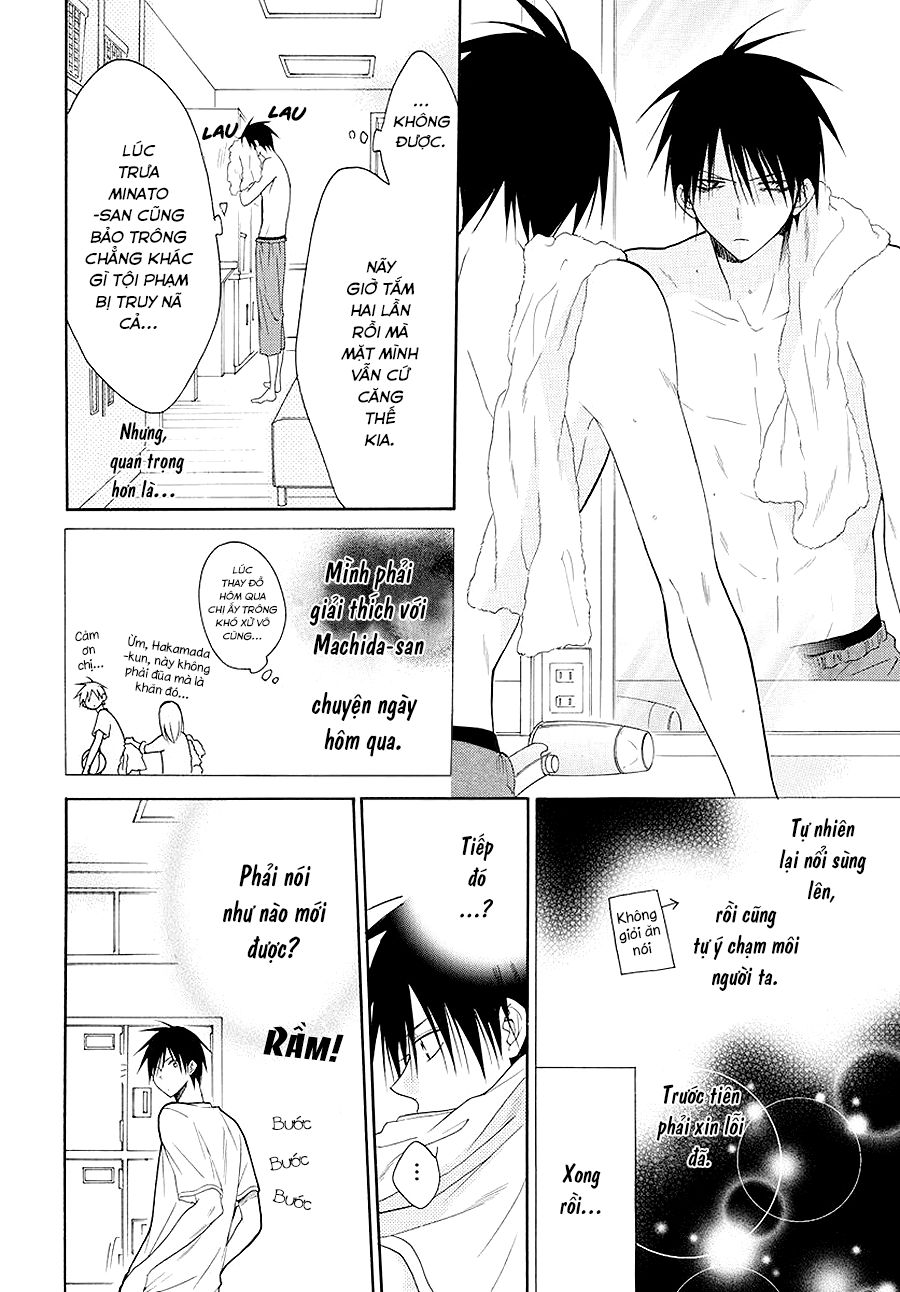 ...
KHÔNG
ĐƯỢC.
NÃY
GIỜ TẮM
HAI LẦN
RỒI MÀ
MẶT MÌNH
VẪN CỨ
CĂNG
THẾ
KIA.
LAU
LAU
LÚC
TRƯA
MINATO
-SAN CŨNG
BẢO TRÔNG
CHẲNG KHÁC
GÌ TỘI PHẠM
BỊ TRUY NÃ
CẢ...
Nhưng,
quan trọng
hơn là...
Mình phải
giải thích với
Machida-san
chuyện ngày
hôm qua.
LÚC
THAY ĐỒ
HÔM QUA
CHỊ ẤY TRÔNG
KHÓ XỬ VÔ
CÙNG...
Ừm, Hakamada
-kun, này không
phải đũa mà là
khăn đó...
Cảm
ơn
chị...
Tự nhiên
lại nổi sùng
lên,
rồi cũng
tự ý chạm môi
người ta.
Không
giỏi ăn
nói
Trước tiên
phải xin lỗi
đã.
Xong
rồi...
Tiếp
đó
...?
...
Phải nói
như nào mới
được?
RẦM!
Bước
Bước
Bước